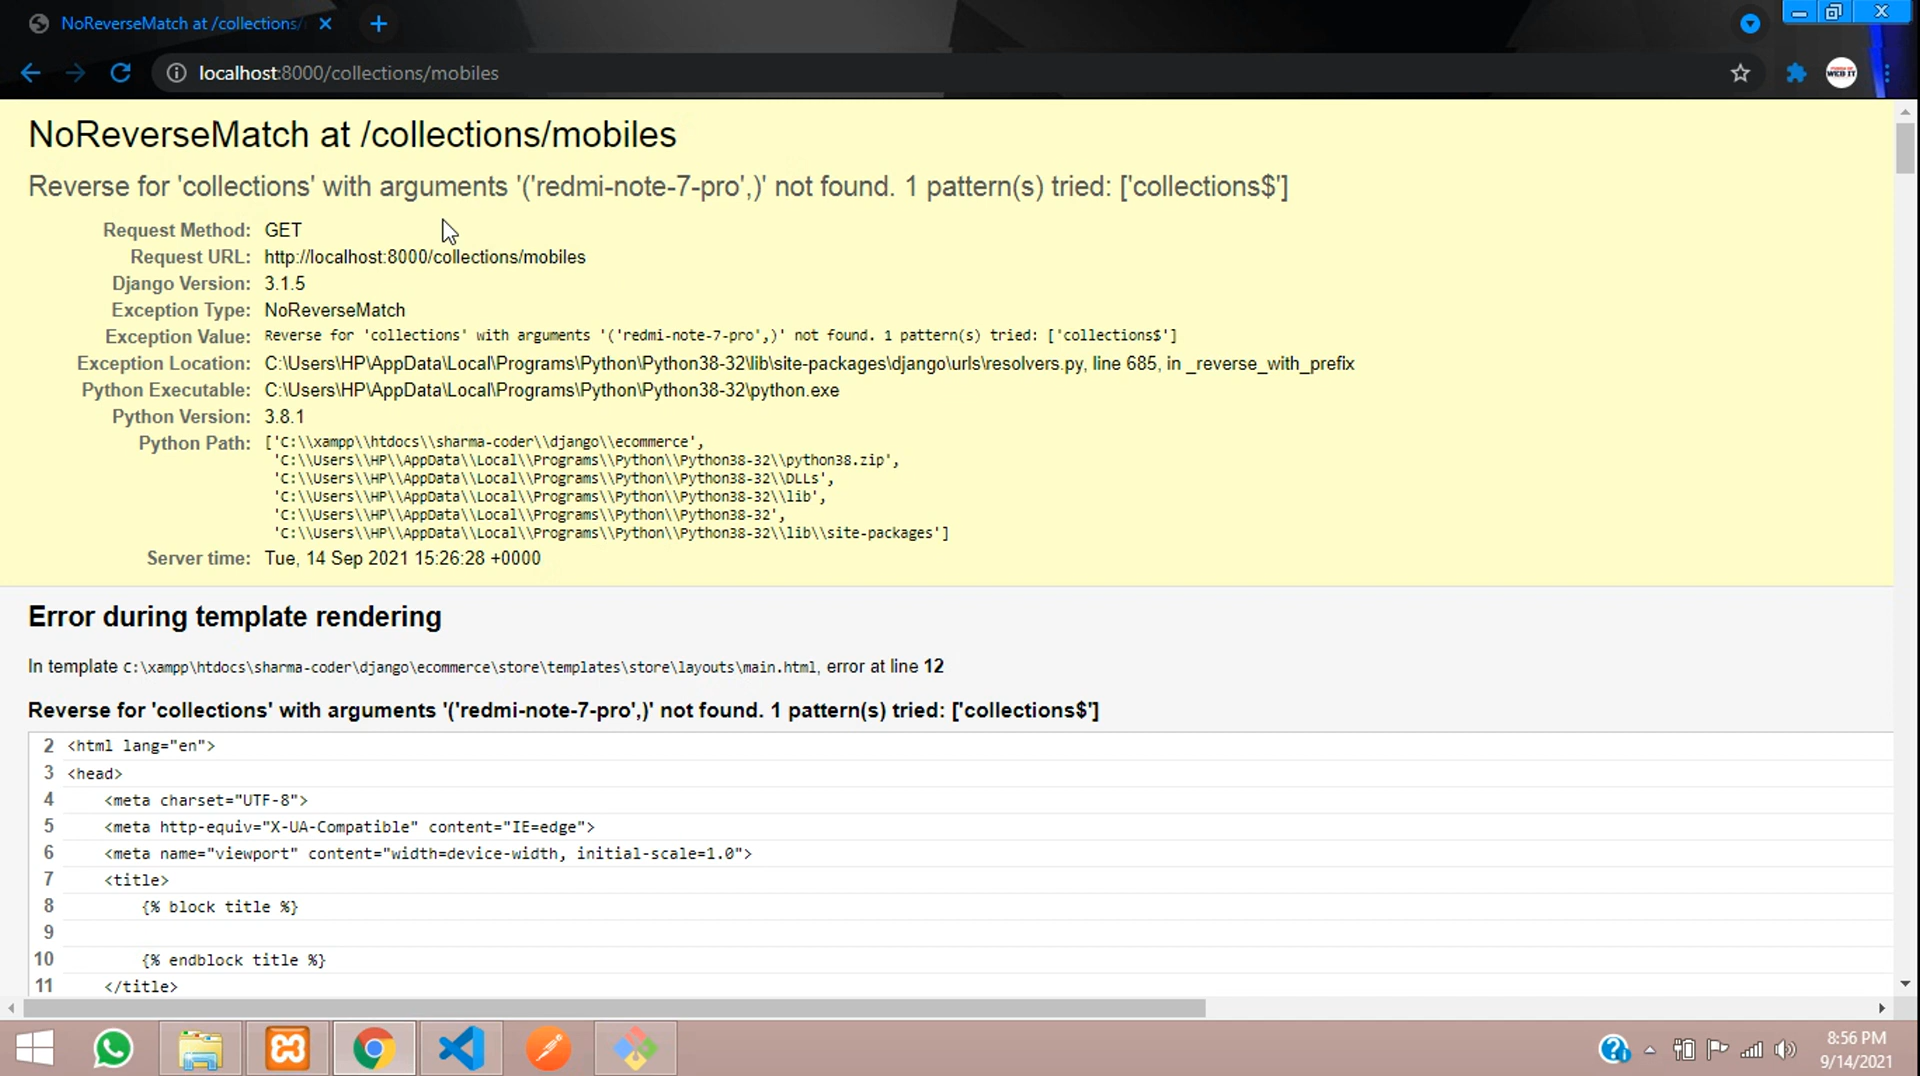 NoReverseMatch at /collections/
localhost:8000/collections/mobiles
WEB IT
NoReverseMatch at /collections/mobiles
Reverse for 'collections' with arguments '('redmi-note-7-pro',)' not found. 1 pattern(s) tried: ['collections$']
Request Method: GET
Request URL: http://localhost:8000/collections/mobiles
Django Version: 3.1.5
Exception Type: NoReverseMatch
Exception Value: Reverse for 'collections' with arguments '('redmi-note-7-pro',)' not found. 1 pattern(s) tried: ['collections$']
Exception Location: C:\Users\HP\AppData\Local\Programs\Python\Python38-32\lib\site-packages\django\urls\resolvers.py, line 685, in _reverse_with_prefix
Python Executable: C:\Users\HP\AppData\Local\Programs\Python\Python38-32\python.exe
Python Version: 3.8.1
Python Path: ['C:\\xampp\\htdocs\\sharma-coder\\django\\ecommerce',
'C:\\Users\\HP\\AppData\\Local\\Programs\\Python\\Python38-32\\python38.zip',
'C:\\Users\\HP\\AppData\\Local\\Programs\\Python\\Python38-32\\DLLs',
'C:\\Users\\HP\\AppData\\Local\\Programs\\Python\\Python38-32\\lib',
'C:\\Users\\HP\\AppData\\Local\\Programs\\Python\\Python38-32',
'C:\\Users\\HP\\AppData\\Local\\Programs\\Python\\Python38-32\\lib\\site-packages']
Server time: Tue, 14 Sep 2021 15:26:28 +0000
Error during template rendering
In template C:\xampp\htdocs\sharma-coder\django\ecommerce\store\templates\store\layouts\main.html, error at line 12
Reverse for 'collections' with arguments '('redmi-note-7-pro',)' not found. 1 pattern(s) tried: ['collections$']
2 <html lang="en">
3 <head>
4 <meta charset="UTF-8">
5 <meta http-equiv="X-UA-Compatible" content="IE=edge">
6 <meta name="viewport" content="width=device-width, initial-scale=1.0">
7 <title>
8 {% block title %}
9
10 {% endblock title %}
11 </title>
8:56 PM
9/14/2021